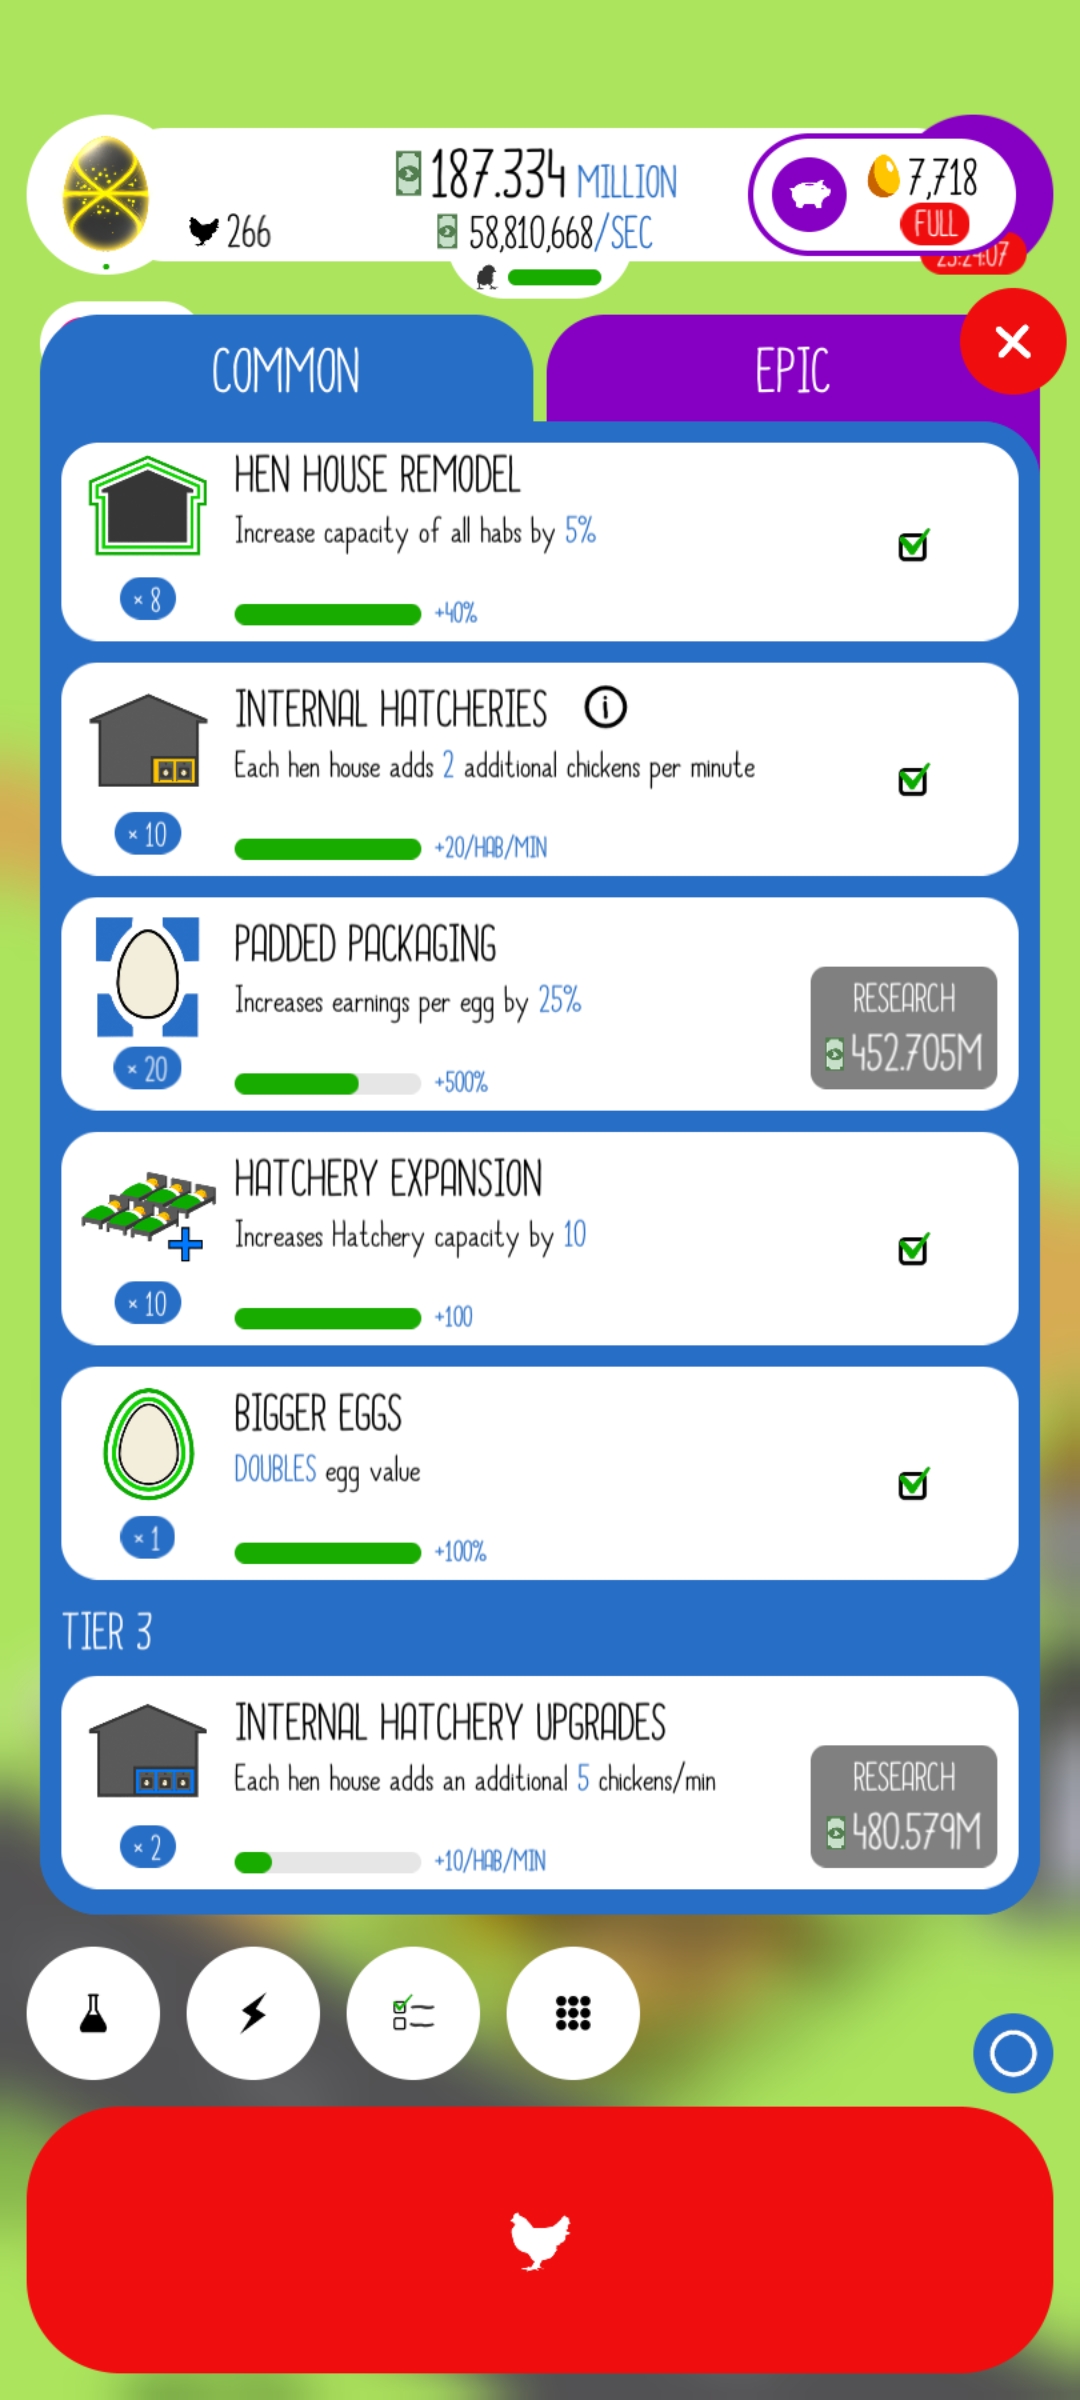 187.334 MILLION
7,718
266
58,810,668/SEC
FULL
23:24:07
COMMON
EPIC
HEN HOUSE REMODEL
Increase capacity of all habs by 5%
× 8
+40%
INTERNAL HATCHERIES
Each hen house adds 2 additional chickens per minute
× 10
+20/HAB/MIN
PADDED PACKAGING
Increases earnings per egg by 25%
RESEARCH
452.705M
× 20
+500%
HATCHERY EXPANSION
Increases Hatchery capacity by 10
× 10
+100
BIGGER EGGS
DOUBLES egg value
× 1
+100%
TIER 3
INTERNAL HATCHERY UPGRADES
Each hen house adds an additional 5 chickens/min
RESEARCH
480.579M
× 2
+10/HAB/MIN